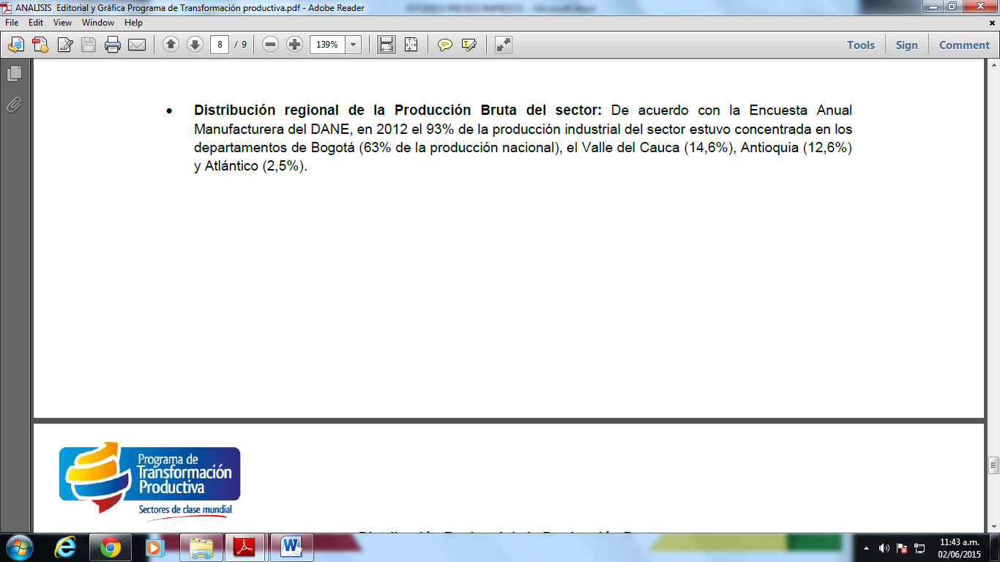 ANALISIS Editorial y Gráfica Programa de Transformación productiva.pdf - Adobe Reader
File Edit View Window Help
8 / 9 139% Tools Sign Comment
• Distribución regional de la Producción Bruta del sector: De acuerdo con la Encuesta Anual
Manufacturera del DANE, en 2012 el 93% de la producción industrial del sector estuvo concentrada en los
departamentos de Bogotá (63% de la producción nacional), el Valle del Cauca (14,6%), Antioquia (12,6%)
y Atlántico (2,5%).
Programa de
Transformación
Productiva
Sectores de clase mundial
11:43 a.m.
02/06/2015